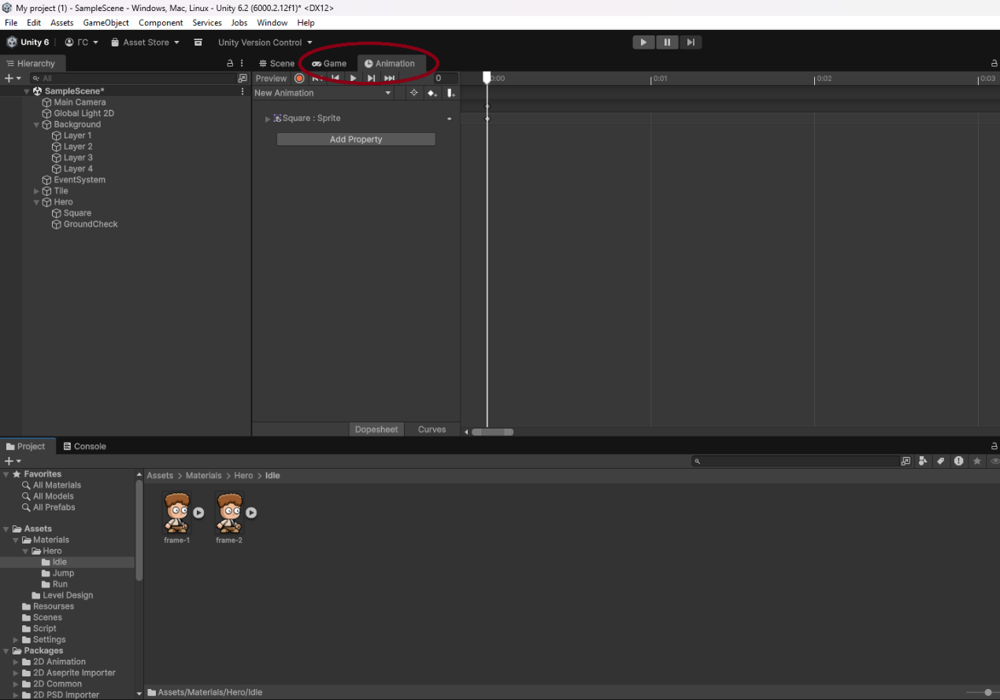 My project (1) - SampleScene - Windows, Mac, Linux - Unity 6.2 (6000.2.12f1)* <DX12>
File Edit Assets GameObject Component Services Jobs Window Help
Unity 6 ГС Asset Store Unity Version Control
Hierarchy Scene Game Animation
All Preview 0 0:00 0:01 0:02 0:03
SampleScene* New Animation
Main Camera
Global Light 2D
Square : Sprite
Background
Layer 1
Add Property
Layer 2
Layer 3
Layer 4
EventSystem
Tile
Hero
Square
GroundCheck
Dopesheet Curves
Project Console
Favorites
Assets > Materials > Hero > Idle
All Materials
All Models
All Prefabs
Assets
Materials
frame-1 frame-2
Hero
Idle
Jump
Run
Level Design
Resourses
Scenes
Script
Settings
Packages
2D Animation
2D Aseprite Importer
2D Common
2D PSD Importer
Assets/Materials/Hero/Idle